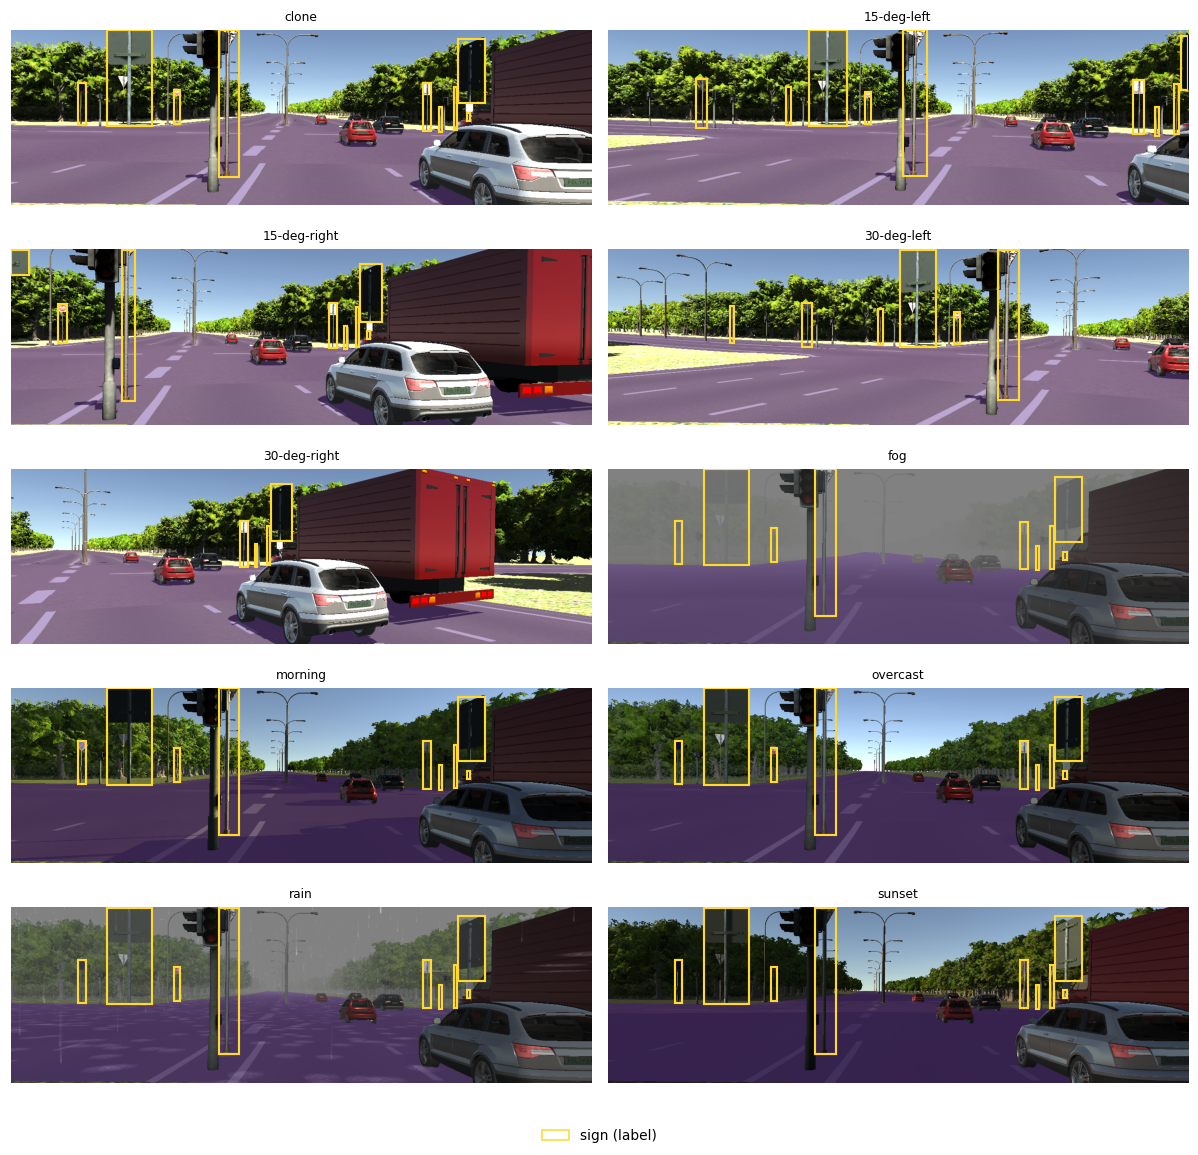 clone
15-deg-left
15-deg-right
30-deg-left
30-deg-right
fog
morning
overcast
rain
sunset
sign (label)